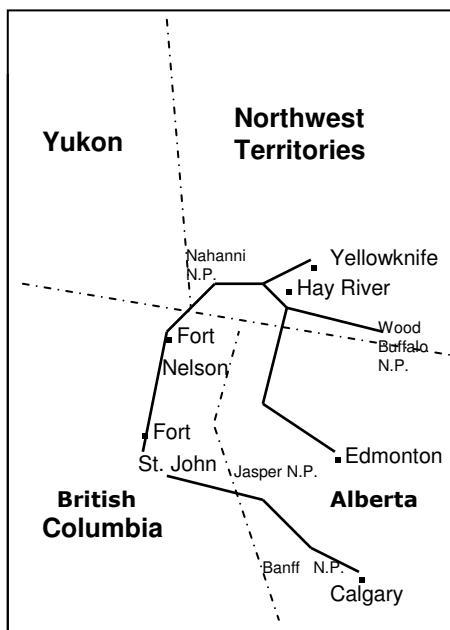 Northwest
Yukon
Territories
Nahanni
N.P.
Yellowknife
Hay River
Wood
Buffalo
N.P.
Fort
Nelson
Fort
St. John
Edmonton
Jasper N.P.
British
Columbia
Alberta
Banff N.P.
Calgary